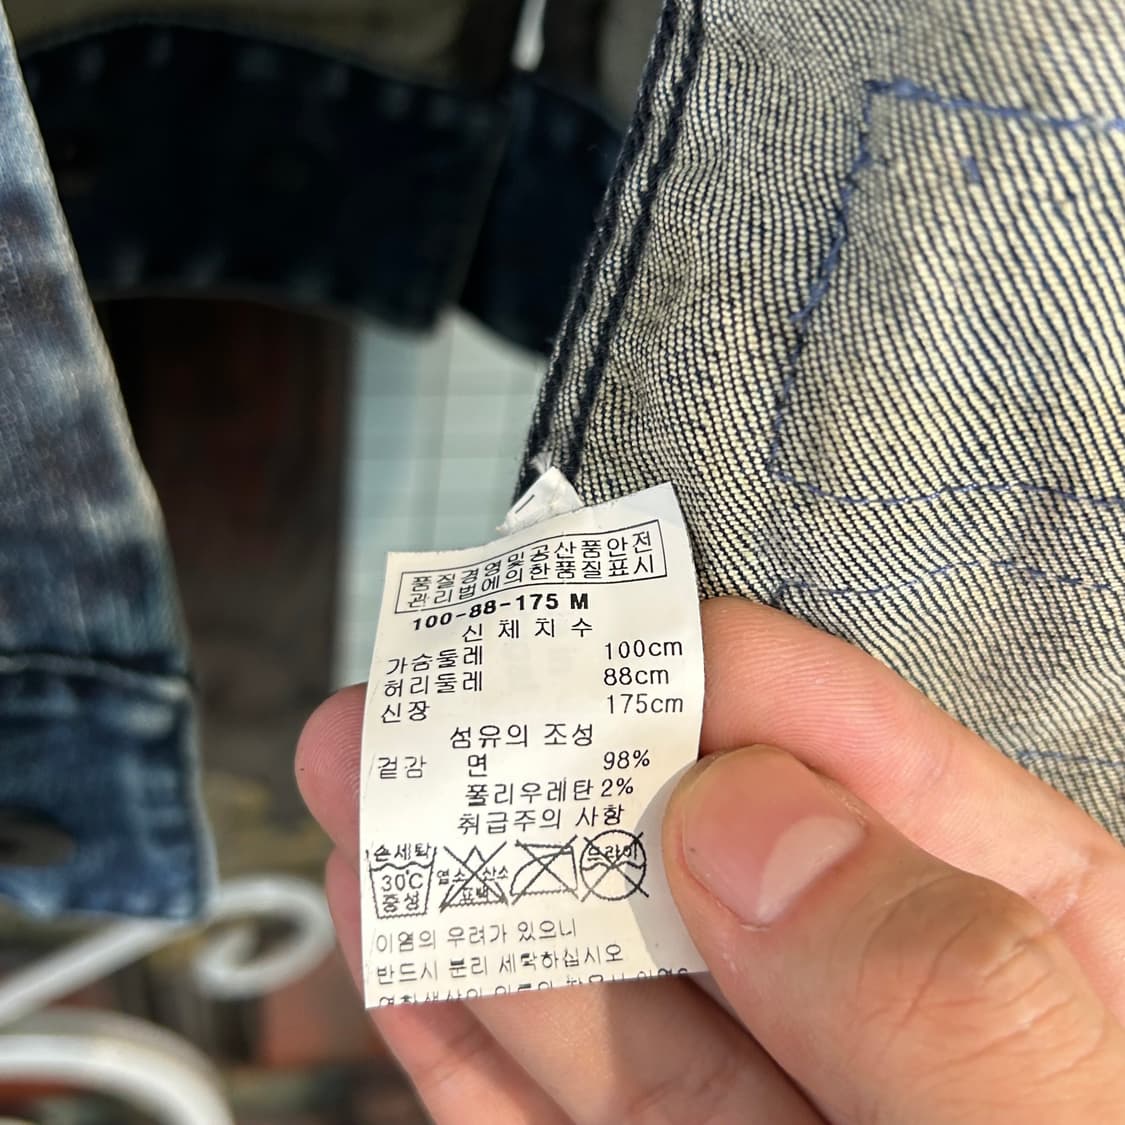 품질경영및공산품안전
관리법에의한품질표시
100-88-175 M
신체치수
가슴둘레 100cm
허리둘레 88cm
신장 175cm
섬유의 조성
겉감 면 98%
폴리우레탄 2%
취급주의 사항
손세탁 30℃ 중성
염소 산소 표백
드라이
이염의 우려가 있으니
반드시 분리 세탁하십시오